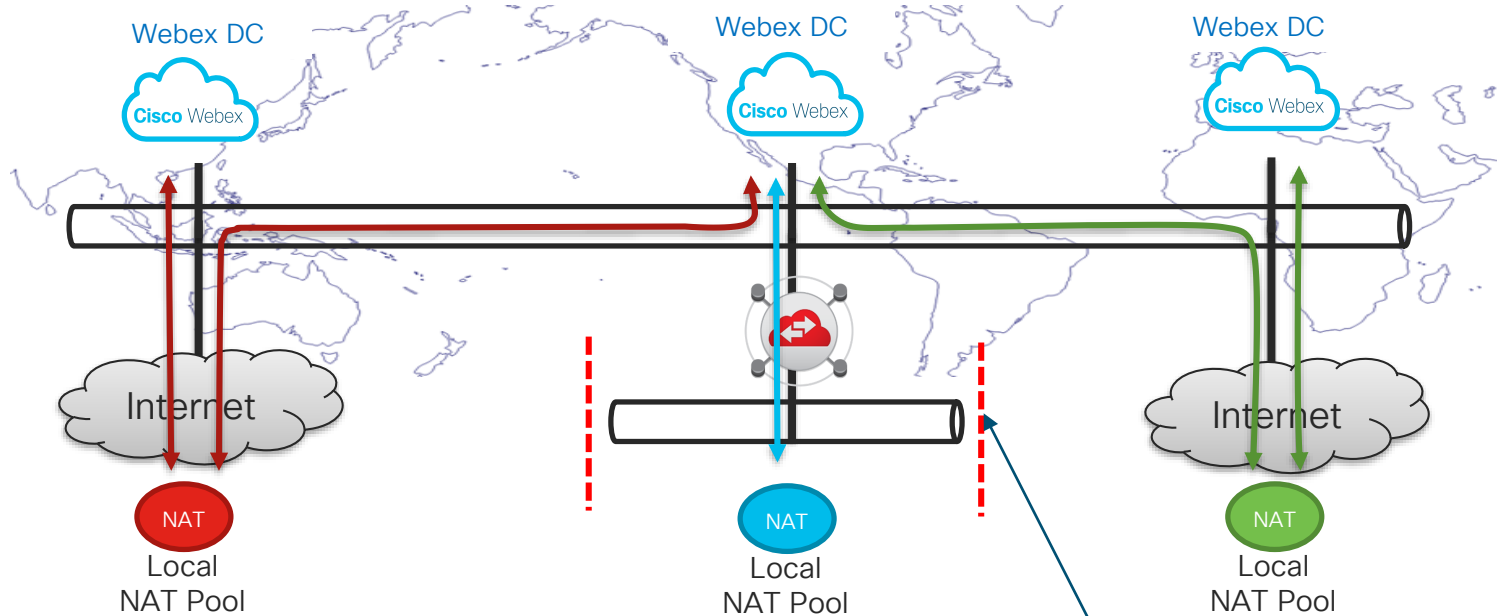 Webex DC
Webex DC
Webex DC
Cisco Webex
Cisco Webex
Cisco Webex
Internet
Internet
NAT
NAT
NAT
Local
NAT Pool
Local
NAT Pool
Local
NAT Pool